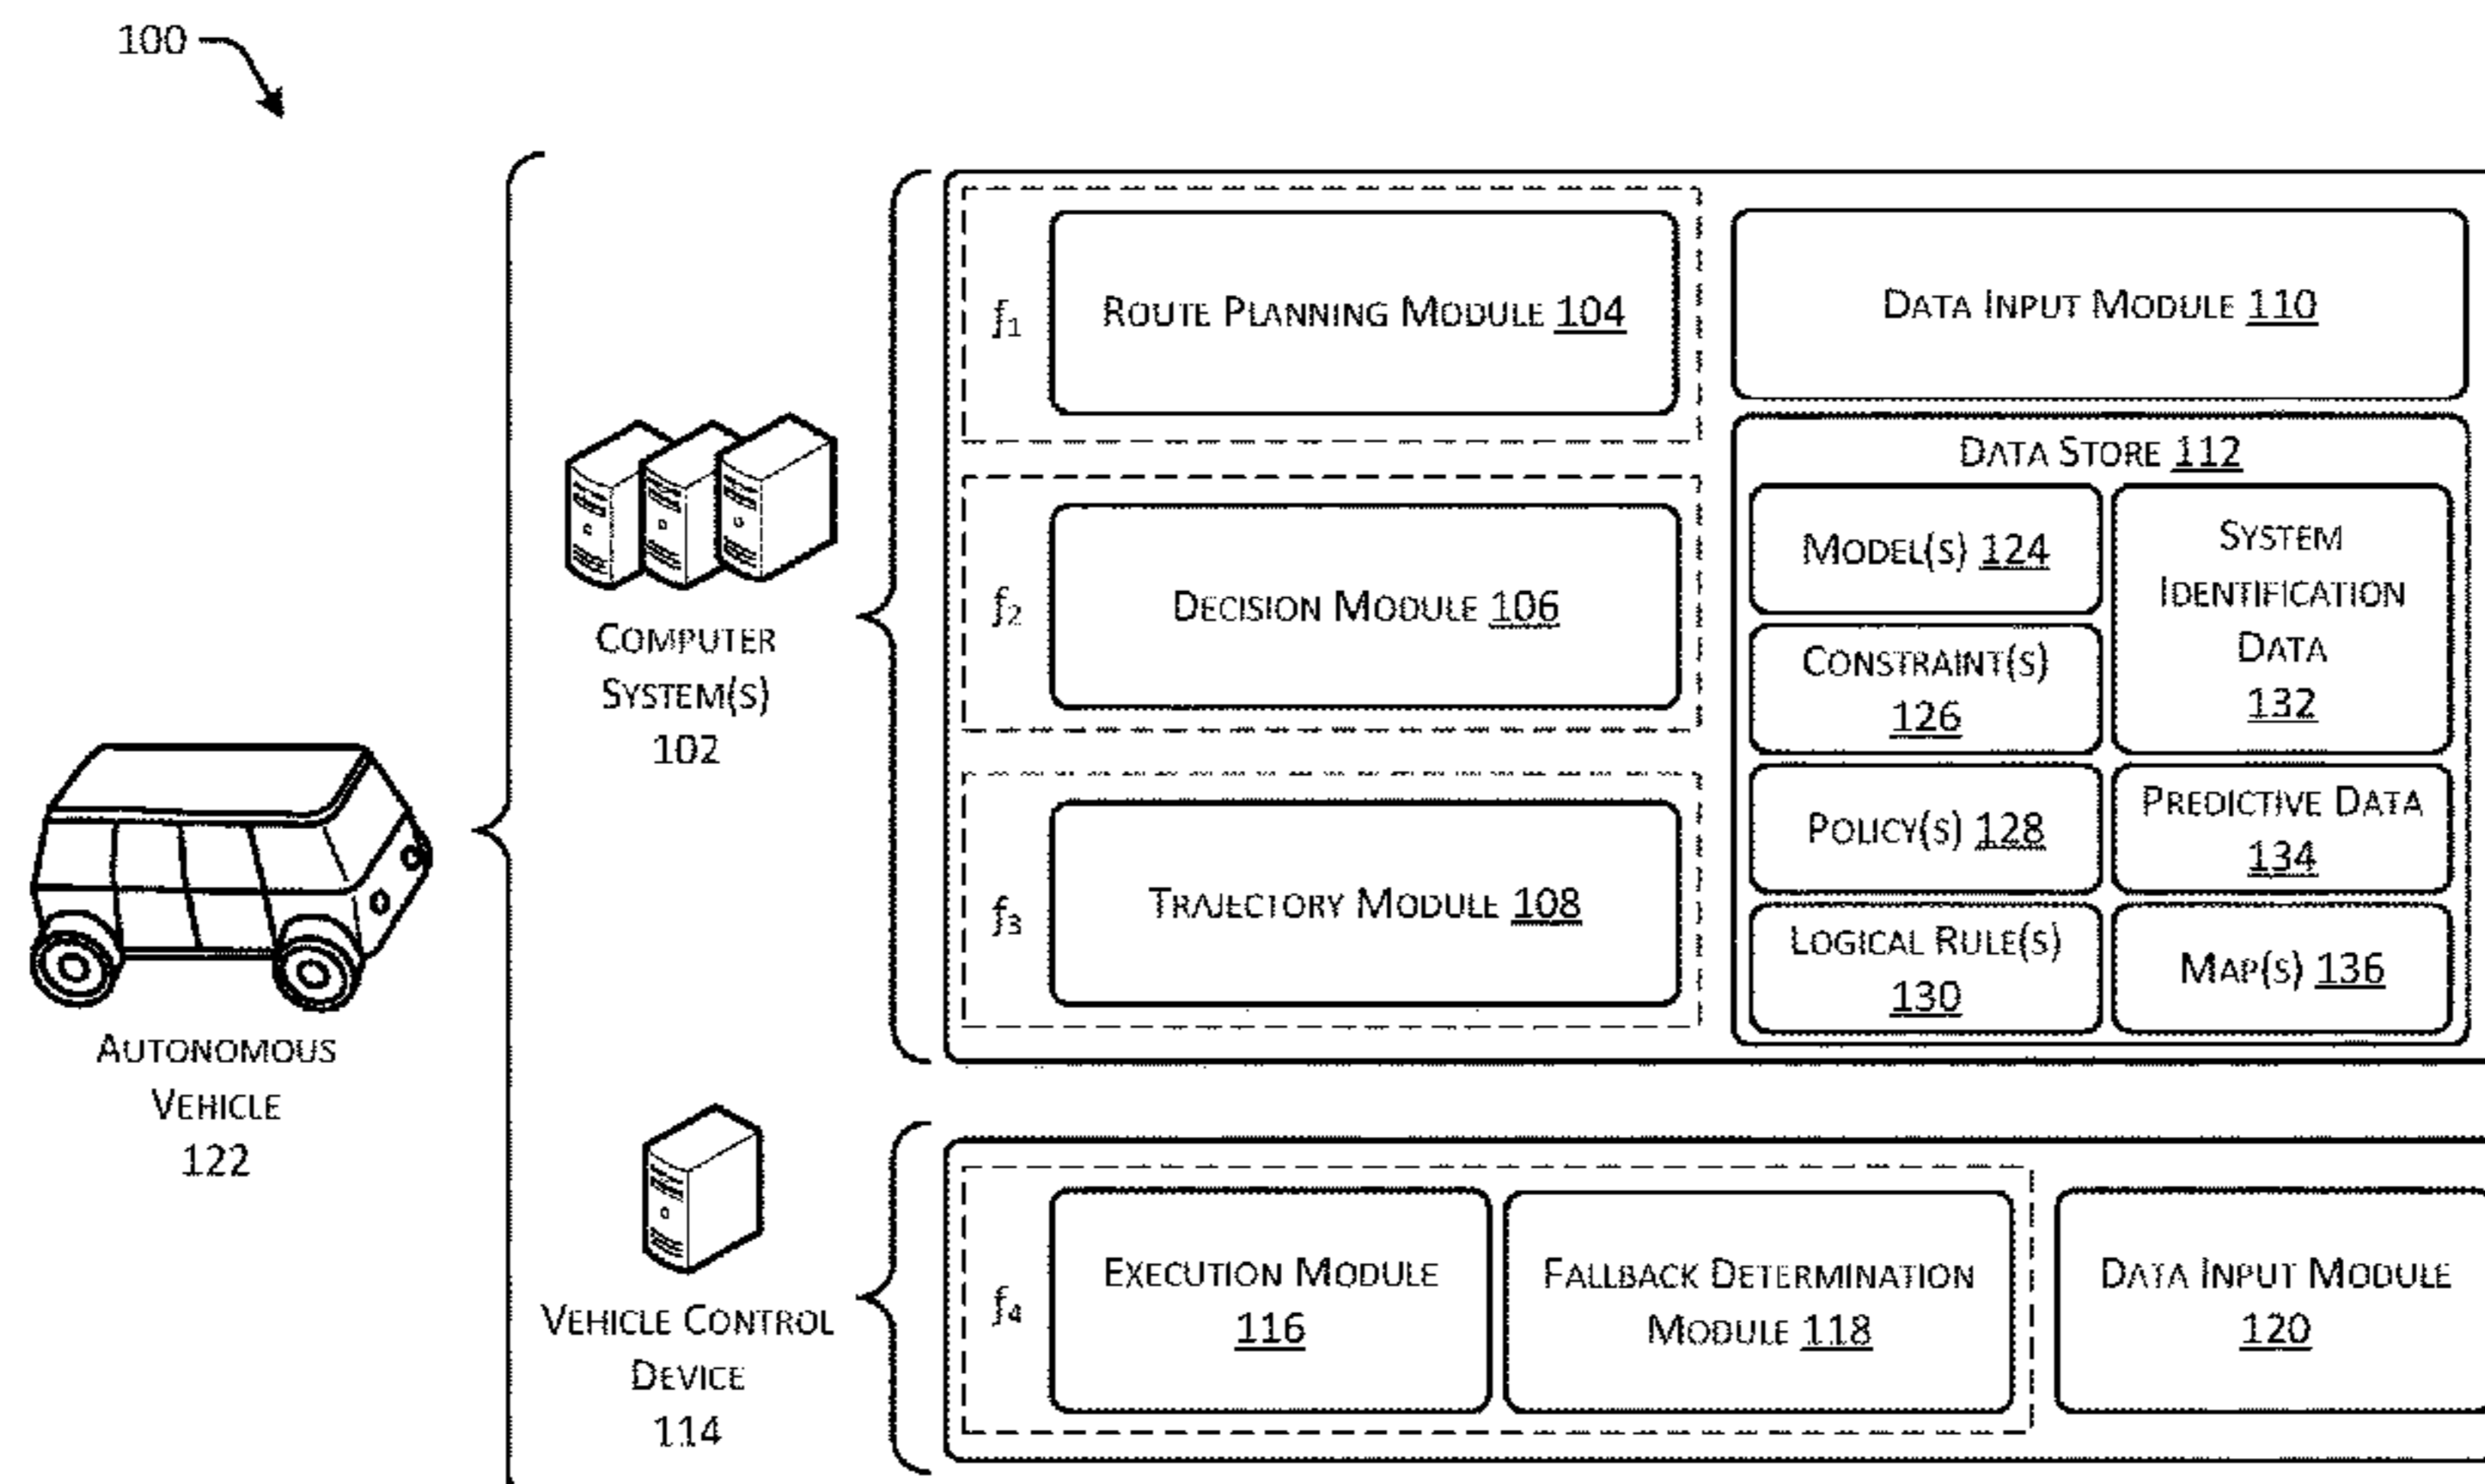 100
f1
ROUTE PLANNING MODULE 104
DATA INPUT MODULE 110
DATA STORE 112
MODEL(S) 124
SYSTEM
IDENTIFICATION
DATA
132
f2
DECISION MODULE 106
CONSTRAINT(S)
126
COMPUTER
SYSTEM(S)
102
POLICY(S) 128
PREDICTIVE DATA
134
f3
TRAJECTORY MODULE 108
LOGICAL RULE(S)
130
MAP(S) 136
AUTONOMOUS
VEHICLE
122
VEHICLE CONTROL
DEVICE
114
f4
EXECUTION MODULE
116
FALLBACK DETERMINATION
MODULE 118
DATA INPUT MODULE
120